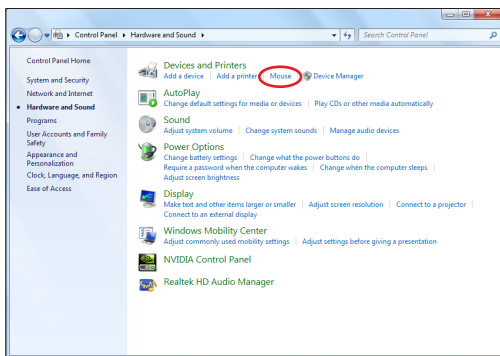 Control Panel ▸ Hardware and Sound ▸
Search Control Panel
Control Panel Home
System and Security
Network and Internet
Hardware and Sound
Programs
User Accounts and Family
Safety
Appearance and
Personalization
Clock, Language, and Region
Ease of Access
Devices and Printers
Add a device | Add a printer | Mouse | Device Manager
AutoPlay
Change default settings for media or devices | Play CDs or other media automatically
Sound
Adjust system volume | Change system sounds | Manage audio devices
Power Options
Change battery settings | Change what the power buttons do |
Require a password when the computer wakes | Change when the computer sleeps |
Adjust screen brightness
Display
Make text and other items larger or smaller | Adjust screen resolution | Connect to a projector |
Connect to an external display
Windows Mobility Center
Adjust commonly used mobility settings | Adjust settings before giving a presentation
NVIDIA Control Panel
Realtek HD Audio Manager